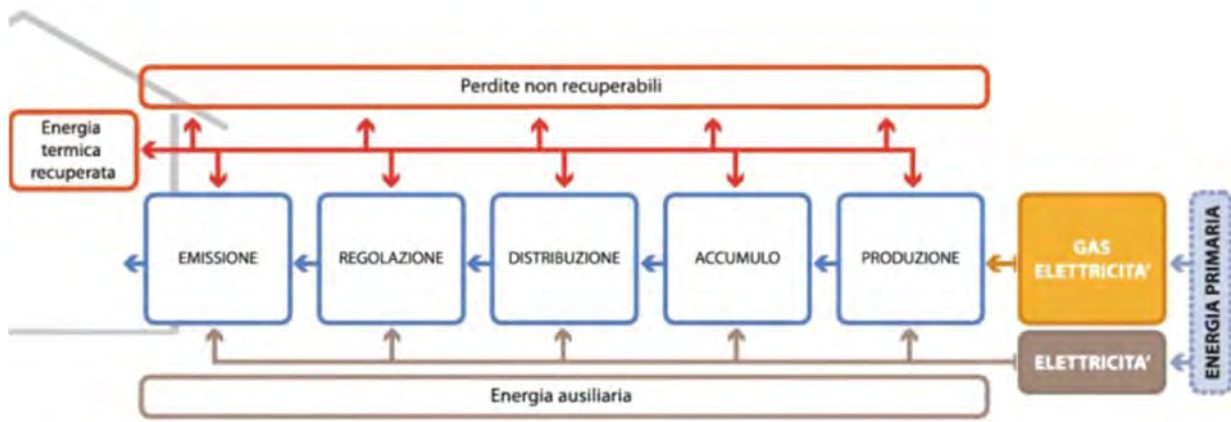 Perdite non recuperabili
Energia
termica
recuperata
EMISSIONE
REGOLAZIONE
DISTRIBUZIONE
ACCUMULO
PRODUZIONE
GAS
ELETTRICITA'
ENERGIA PRIMARIA
ELETTRICITA'
Energia ausiliaria